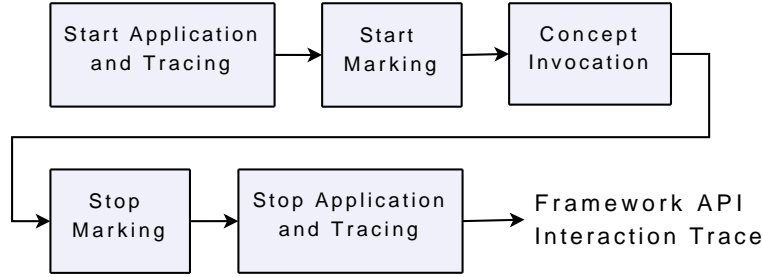 Start Application
and Tracing
Start
Marking
Concept
Invocation
Stop
Marking
Stop Application
and Tracing
Framework API
Interaction Trace